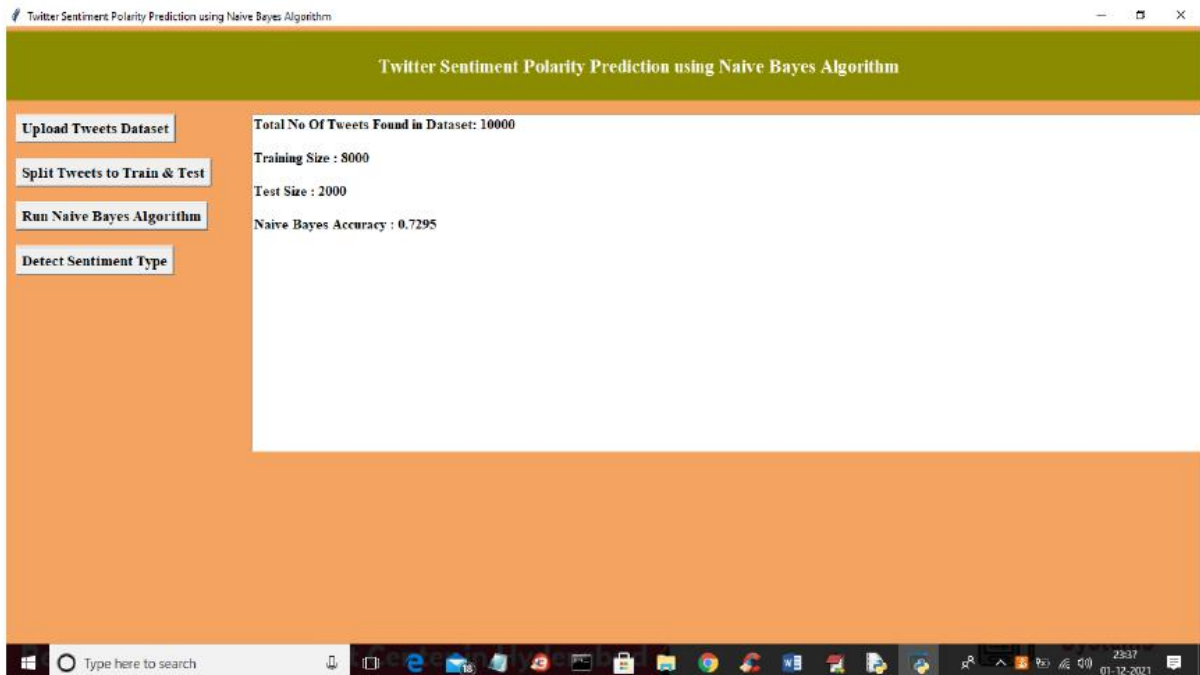 Twitter Sentiment Polarity Prediction using Naive Bayes Algorithm
Twitter Sentiment Polarity Prediction using Naive Bayes Algorithm
Upload Tweets Dataset
Split Tweets to Train & Test
Run Naive Bayes Algorithm
Detect Sentiment Type
Total No Of Tweets Found in Dataset: 10000
Training Size : 8000
Test Size : 2000
Naive Bayes Accuracy : 0.7295
Type here to search
18
23:37
01-12-2021